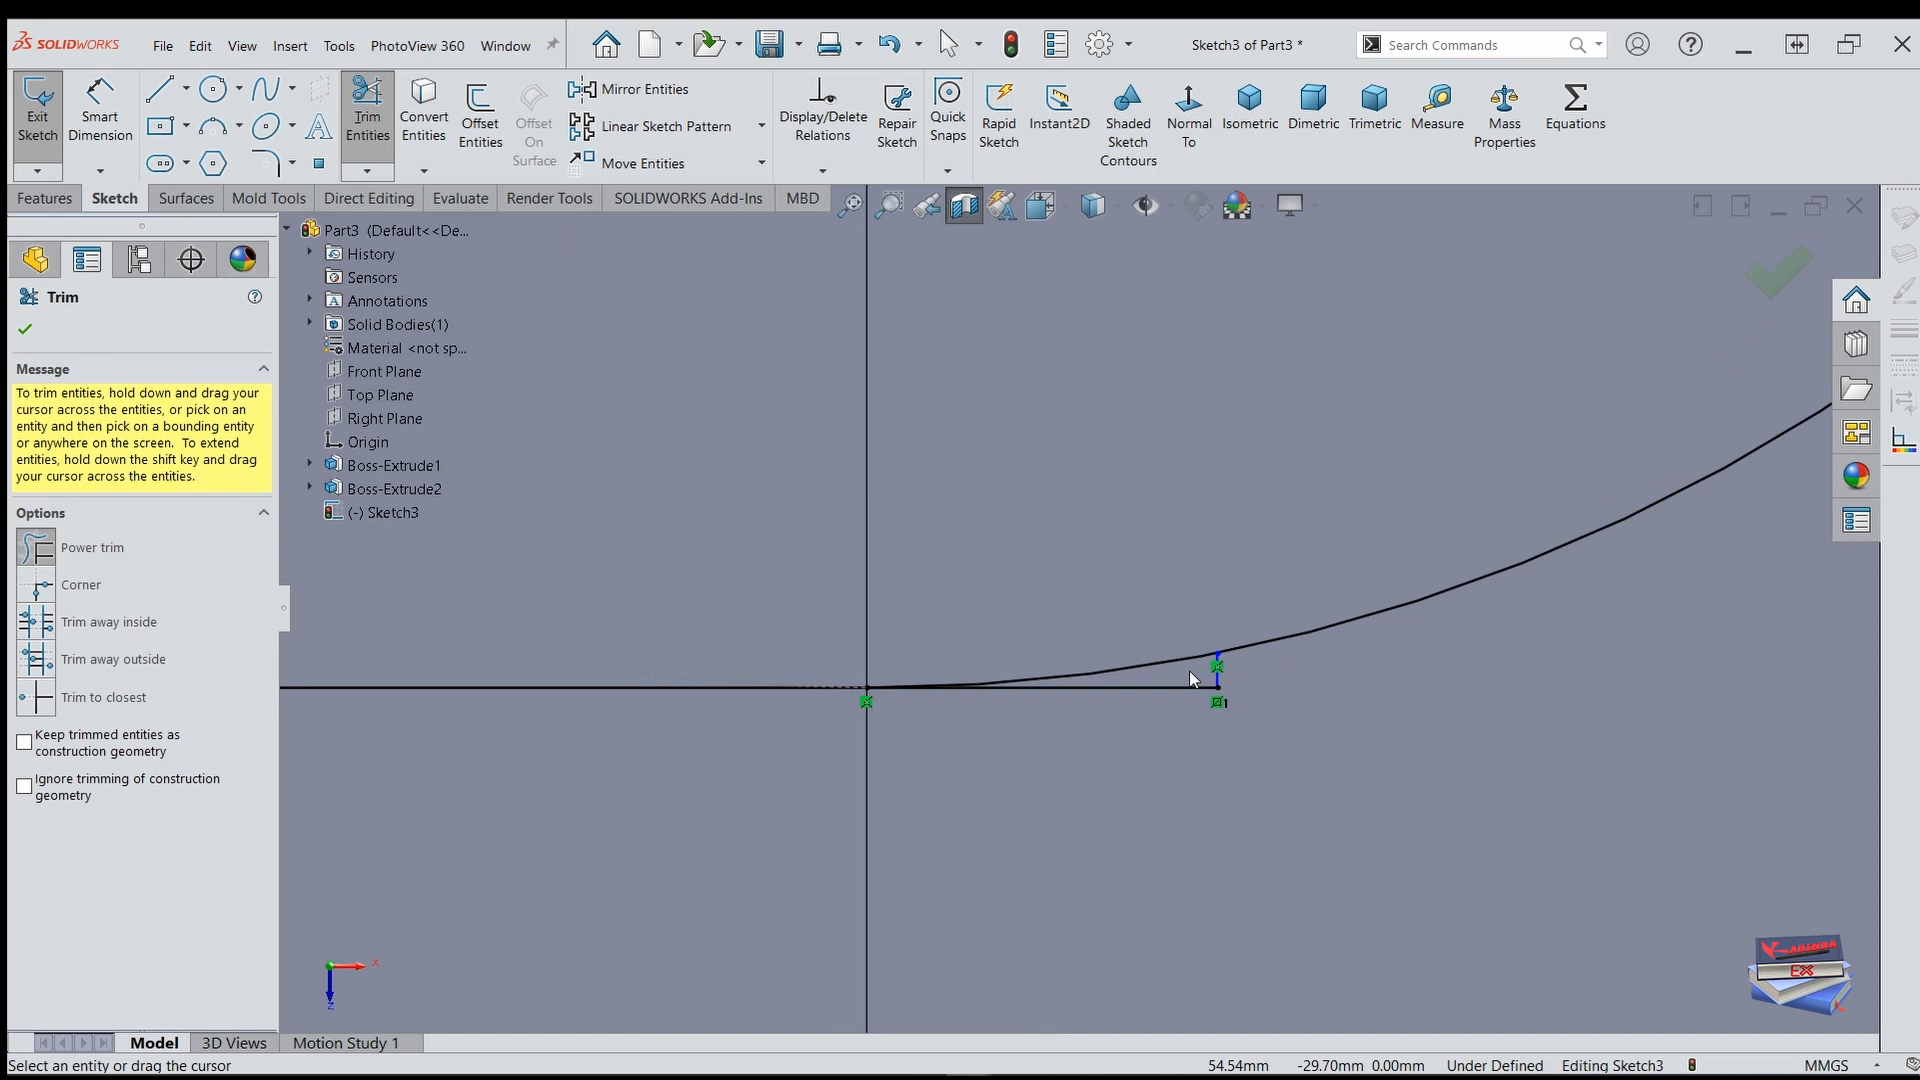 SOLIDWORKS File Edit View Insert Tools PhotoView 360 Window Sketch3 of Part3 * Search Commands
Exit Sketch
Smart Dimension
Trim Entities
Convert Entities
Offset Entities
Offset On Surface
Mirror Entities
Linear Sketch Pattern
Move Entities
Display/Delete Relations
Repair Sketch
Quick Snaps
Rapid Sketch
Instant2D
Shaded Sketch Contours
Normal To
Isometric
Dimetric
Trimetric
Measure
Mass Properties
Equations
Features Sketch Surfaces Mold Tools Direct Editing Evaluate Render Tools SOLIDWORKS Add-Ins MBD
Trim
Message
To trim entities, hold down and drag your
cursor across the entities, or pick on an
entity and then pick on a bounding entity
or anywhere on the screen. To extend
entities, hold down the shift key and drag
your cursor across the entities.
Options
Power trim
Corner
Trim away inside
Trim away outside
Trim to closest
Keep trimmed entities as
construction geometry
Ignore trimming of construction
geometry
Part3 (Default<<De...
History
Sensors
Annotations
Solid Bodies(1)
Material <not sp...
Front Plane
Top Plane
Right Plane
Origin
Boss-Extrude1
Boss-Extrude2
(-) Sketch3
1
X
Z
EX
Model 3D Views Motion Study 1
Select an entity or drag the cursor 54.54mm -29.70mm 0.00mm Under Defined Editing Sketch3 MMGS